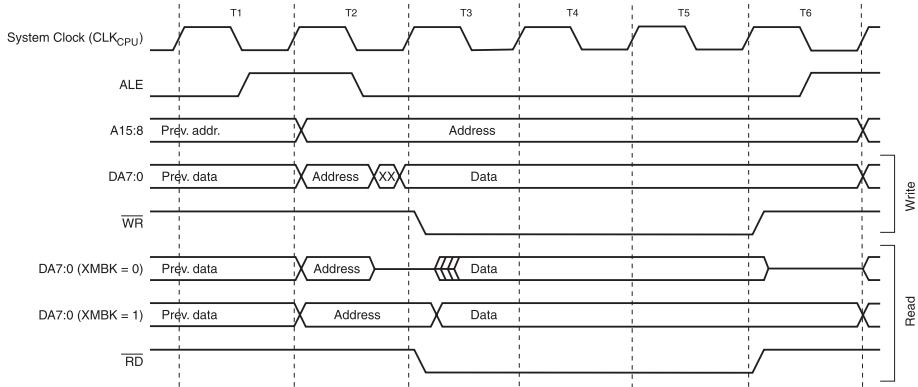 T1 T2 T3 T4 T5 T6
System Clock (CLKCPU)
ALE
A15:8 Prev. addr. Address
DA7:0 Prev. data Address XX Data
WR
Write
DA7:0 (XMBK = 0) Prev. data Address Data
DA7:0 (XMBK = 1) Prev. data Address Data
RD
Read